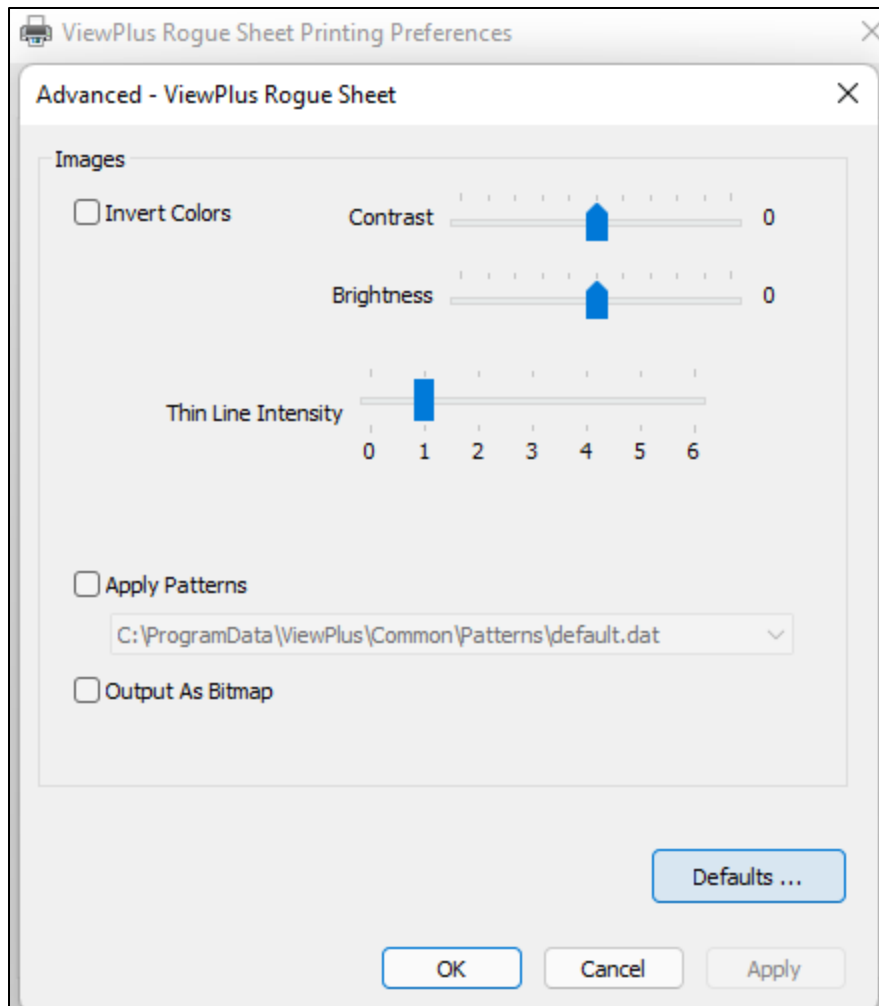 ViewPlus Rogue Sheet Printing Preferences
Advanced - ViewPlus Rogue Sheet
Images
Invert Colors
Contrast 0
Brightness 0
Thin Line Intensity
0 1 2 3 4 5 6
Apply Patterns
C:\ProgramData\ViewPlus\Common\Patterns\default.dat
Output As Bitmap
Defaults ...
OK Cancel Apply